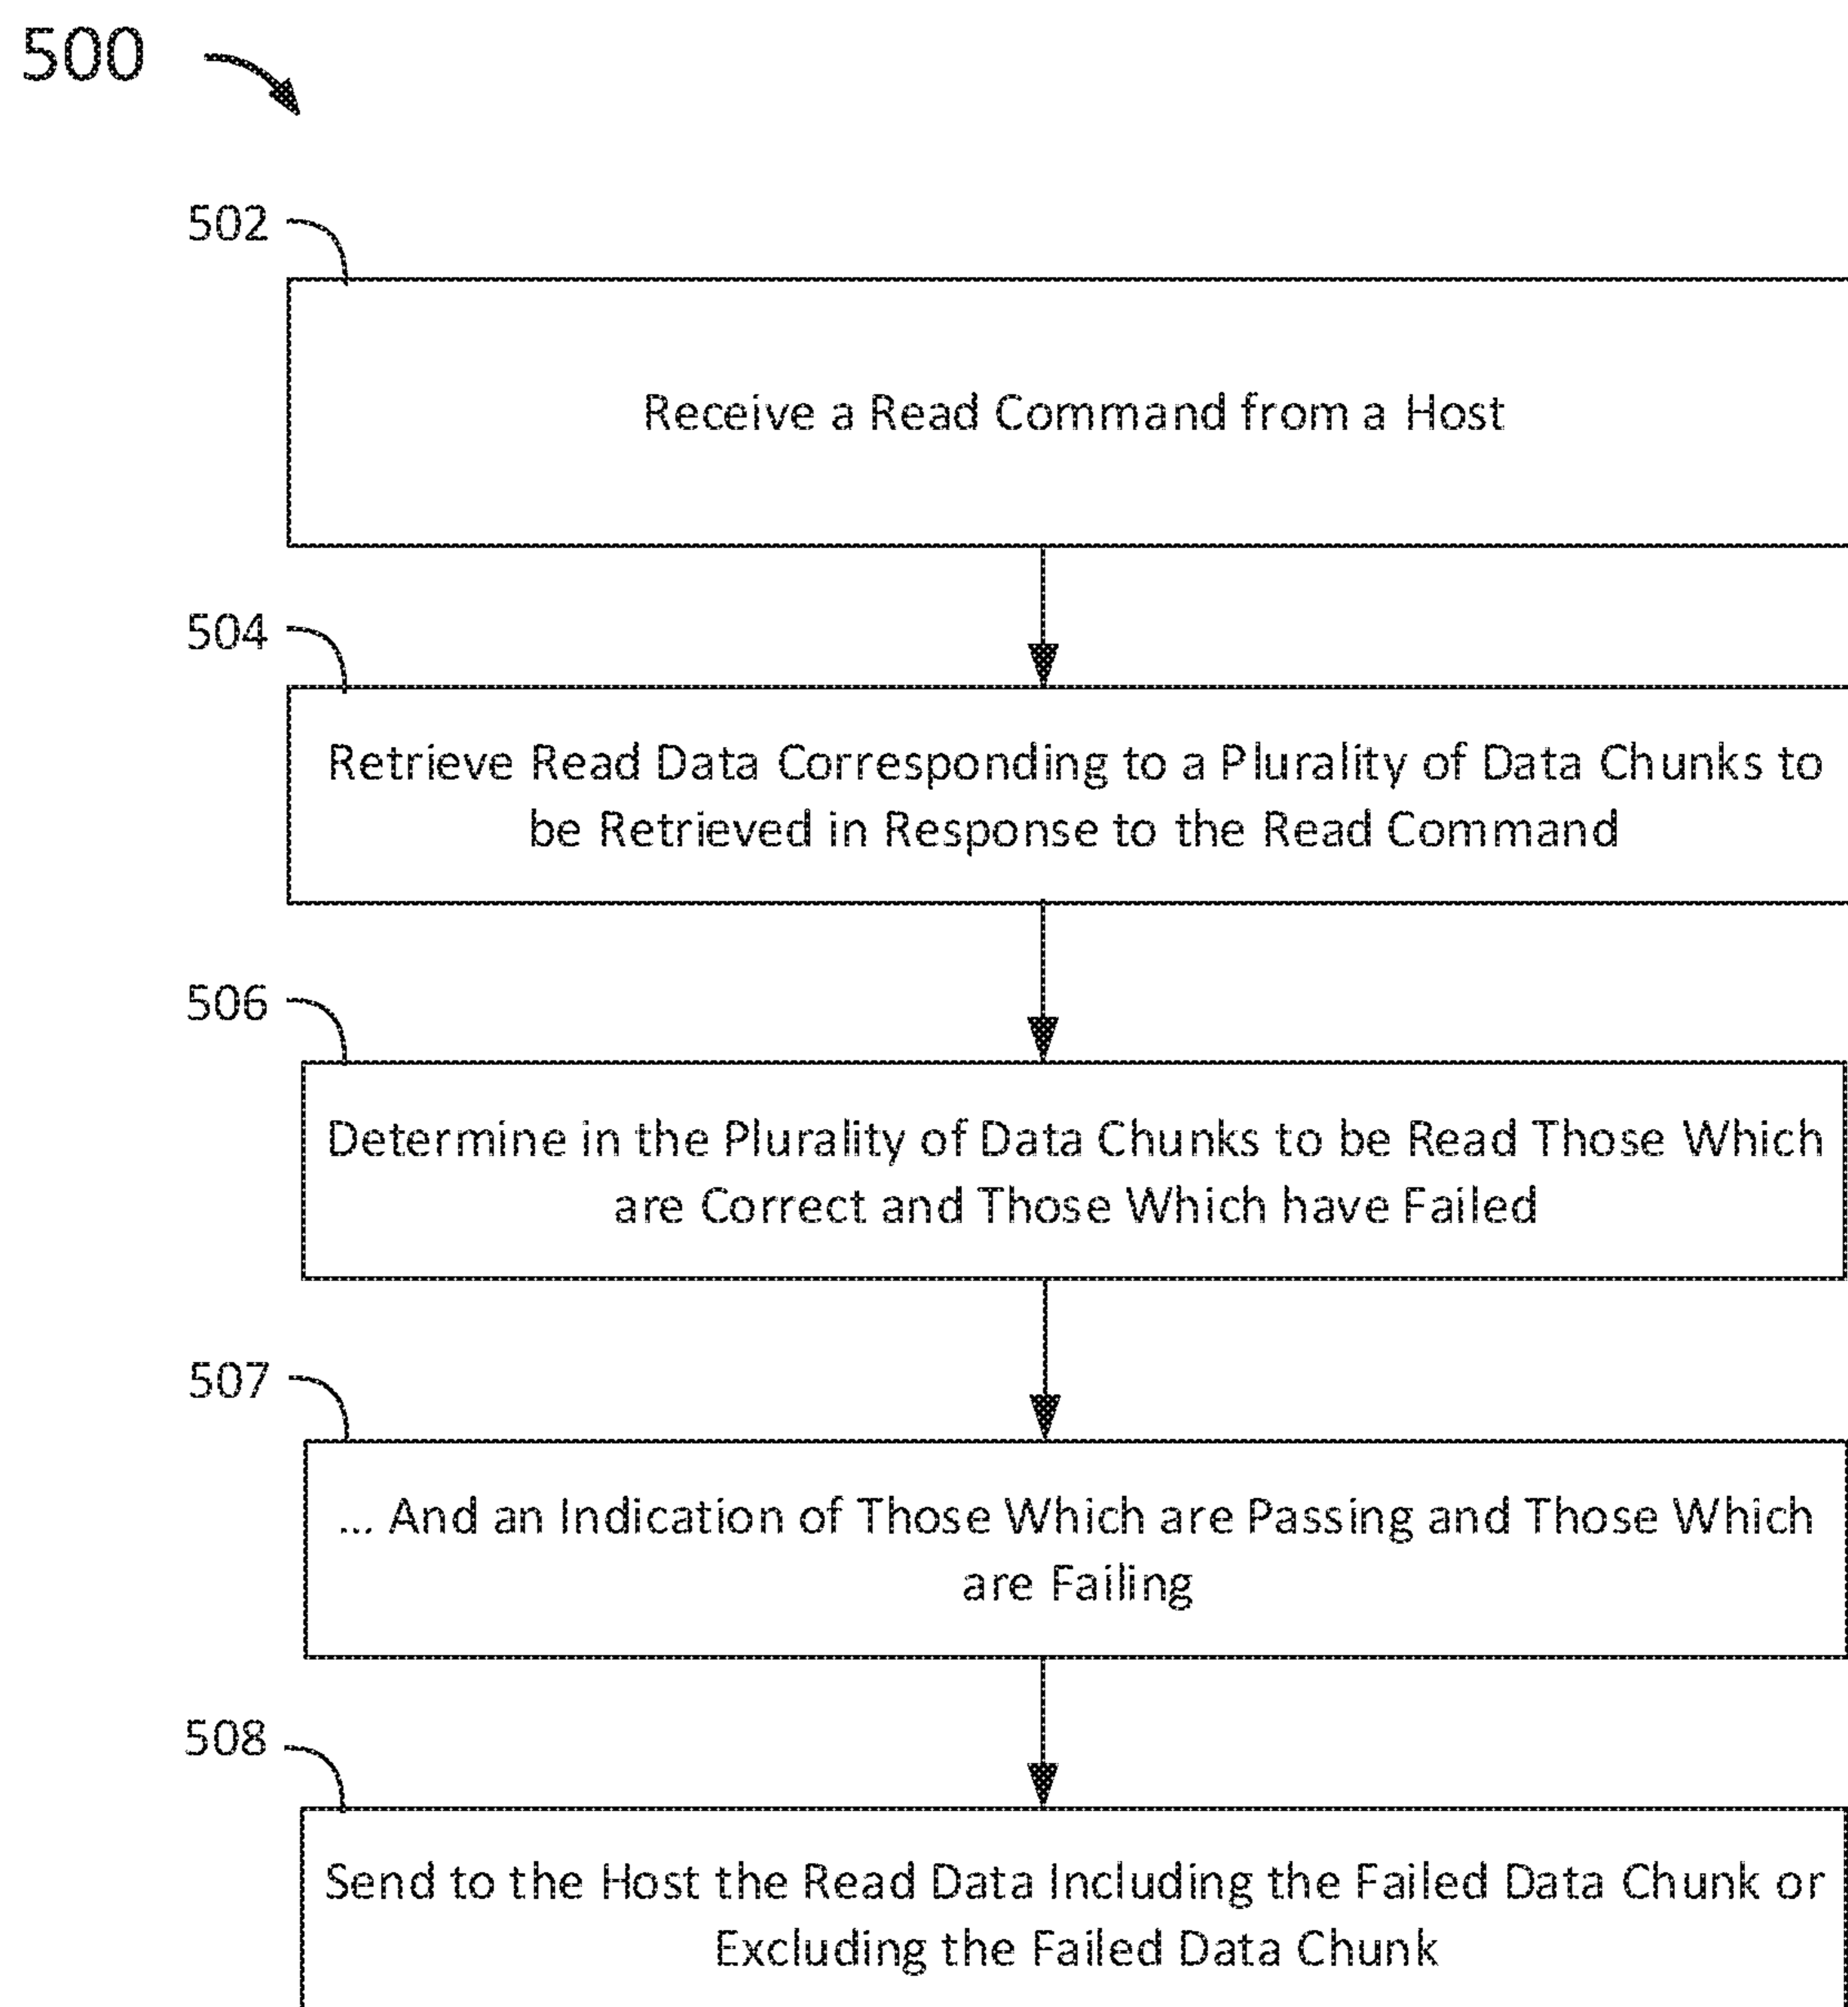 500
502
Receive a Read Command from a Host
504
Retrieve Read Data Corresponding to a Plurality of Data Chunks to
be Retrieved in Response to the Read Command
506
Determine in the Plurality of Data Chunks to be Read Those Which
are Correct and Those Which have Failed
507
... And an Indication of Those Which are Passing and Those Which
are Failing
508
Send to the Host the Read Data Including the Failed Data Chunk or
Excluding the Failed Data Chunk